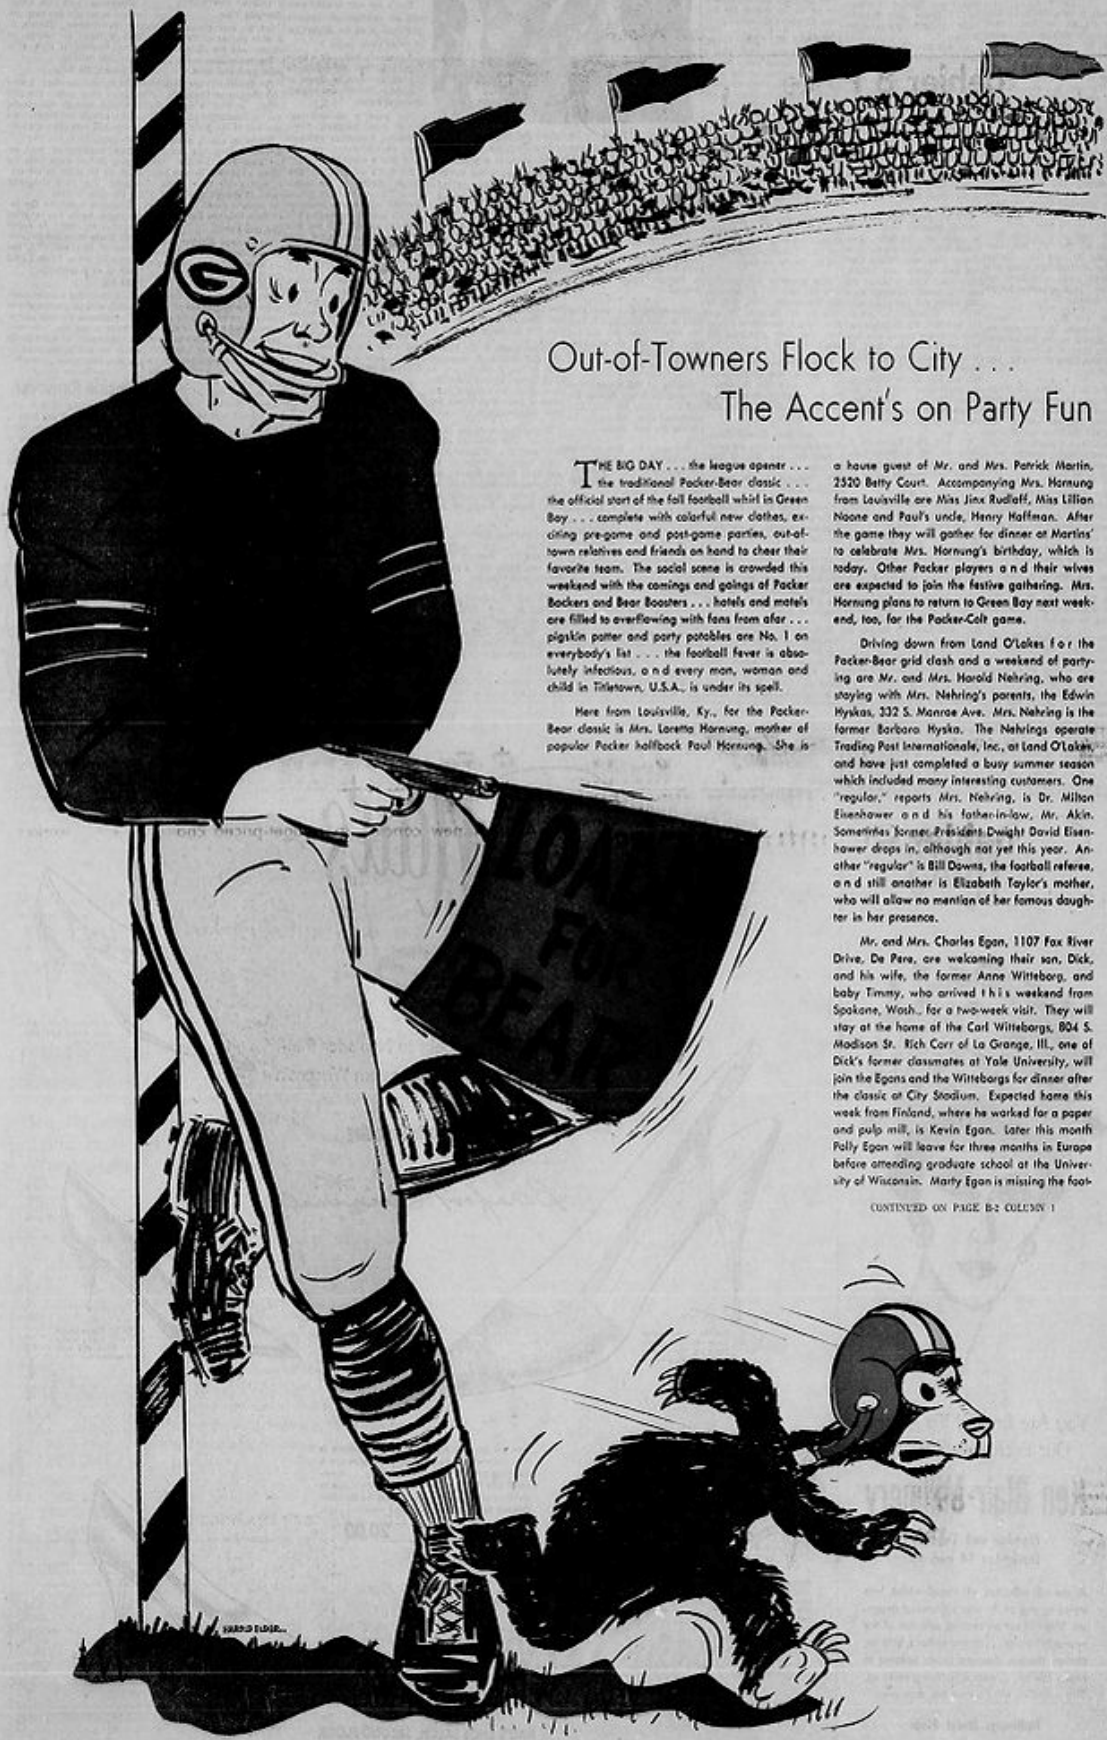 G
Out-of-Towners Flock to City . . .
The Accent's on Party Fun
THE BIG DAY . . . the league opener . . .
the traditional Packer-Bear classic . . .
the official start of the fall football whirl in Green
Bay . . . complete with colorful new clothes, ex-
citing pre-game and post-game parties, out-of-
town relatives and friends on hand to cheer their
favorite team. The social scene is crowded this
weekend with the comings and goings of Packer
Backers and Bear Boosters . . . hotels and motels
are filled to overflowing with fans from afar . . .
pigskin patter and party potables are No. 1 on
everybody's list . . . the football fever is abso-
lutely infectious, and every man, woman and
child in Titletown, U.S.A., is under its spell.
Here from Louisville, Ky., for the Packer-
Bear classic is Mrs. Loretta Hornung, mother of
popular Packer halfback Paul Hornung. She is
a house guest of Mr. and Mrs. Patrick Martin,
2520 Betty Court. Accompanying Mrs. Hornung
from Louisville are Miss Jinx Rudloff, Miss Lillian
Noone and Paul's uncle, Henry Hoffman. After
the game they will gather for dinner at Martins'
to celebrate Mrs. Hornung's birthday, which is
today. Other Packer players and their wives
are expected to join the festive gathering. Mrs.
Hornung plans to return to Green Bay next week-
end, too, for the Packer-Colt game.
Driving down from Land O'Lakes for the
Packer-Bear grid clash and a weekend of party-
ing are Mr. and Mrs. Harold Nehring, who are
staying with Mrs. Nehring's parents, the Edwin
Hyskas, 332 S. Monroe Ave. Mrs. Nehring is the
former Barbara Hyska. The Nehrings operate
Trading Post Internationale, Inc., at Land O'Lakes,
and have just completed a busy summer season
which included many interesting customers. One
"regular," reports Mrs. Nehring, is Dr. Milton
Eisenhower and his father-in-law, Mr. Akin.
Sometimes former President Dwight David Eisen-
hower drops in, although not yet this year. An-
other "regular" is Bill Downs, the football referee,
and still another is Elizabeth Taylor's mother,
who will allow no mention of her famous daugh-
ter in her presence.
Mr. and Mrs. Charles Egan, 1107 Fox River
Drive, De Pere, are welcoming their son, Dick,
and his wife, the former Anne Witteborg, and
baby Timmy, who arrived this weekend from
Spokane, Wash., for a two-week visit. They will
stay at the home of the Carl Witteborgs, 804 S.
Madison St. Rich Carr of La Grange, Ill., one of
Dick's former classmates at Yale University, will
join the Egans and the Witteborgs for dinner after
the classic at City Stadium. Expected home this
week from Finland, where he worked for a paper
and pulp mill, is Kevin Egan. Later this month
Polly Egan will leave for three months in Europe
before attending graduate school at the Univer-
sity of Wisconsin. Marty Egan is missing the foot-
CONTINUED ON PAGE B-2 COLUMN 1
FOR
BEAR
HAROLD ELDER